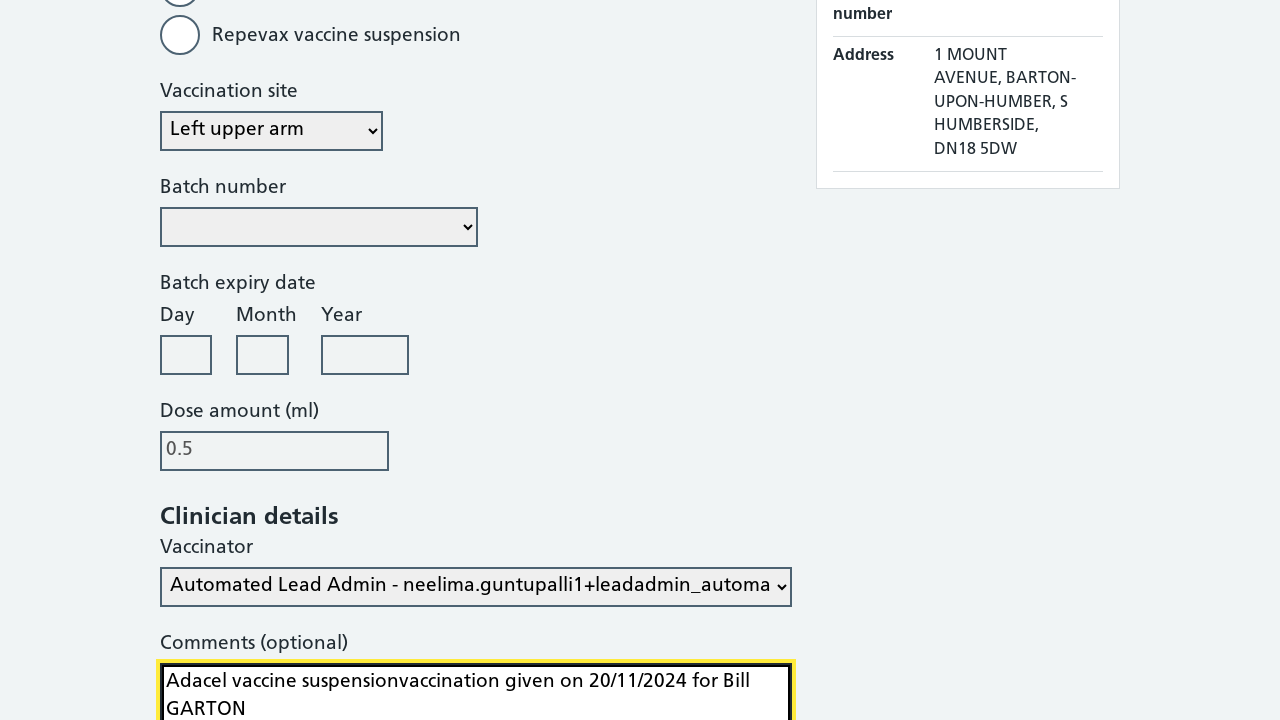 number
Repevax vaccine suspension
Address
1 MOUNT
AVENUE, BARTON-
UPON-HUMBER, S
HUMBERSIDE,
DN18 5DW
Vaccination site
Left upper arm
Batch number
Batch expiry date
Day Month Year
Dose amount (ml)
0.5
Clinician details
Vaccinator
Automated Lead Admin - neelima.guntupalli1+leadadmin_automa
Comments (optional)
Adacel vaccine suspensionvaccination given on 20/11/2024 for Bill
GARTON